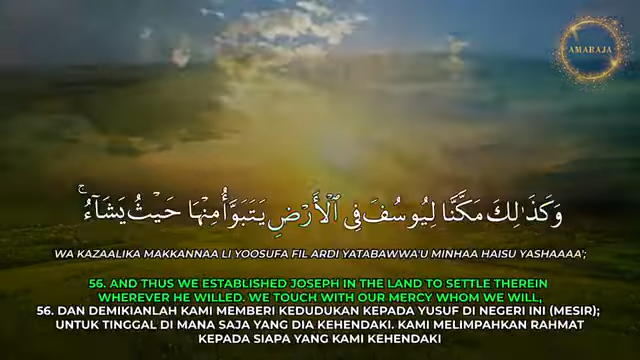 AMARAJA
وَكَذَٰلِكَ مَكَّنَّا لِيُوسُفَ فِى ٱلْأَرْضِ يَتَبَوَّأُ مِنْهَا حَيْثُ يَشَآءُ ۚ
WA KAZAALIKA MAKKANNAA LI YOOSUFA FIL ARDI YATABAWWA'U MINHAA HAISU YASHAAAA';
56. AND THUS WE ESTABLISHED JOSEPH IN THE LAND TO SETTLE THEREIN
WHEREVER HE WILLED. WE TOUCH WITH OUR MERCY WHOM WE WILL,
56. DAN DEMIKIANLAH KAMI MEMBERI KEDUDUKAN KEPADA YUSUF DI NEGERI INI (MESIR);
UNTUK TINGGAL DI MANA SAJA YANG DIA KEHENDAKI. KAMI MELIMPAHKAN RAHMAT
KEPADA SIAPA YANG KAMI KEHENDAKI